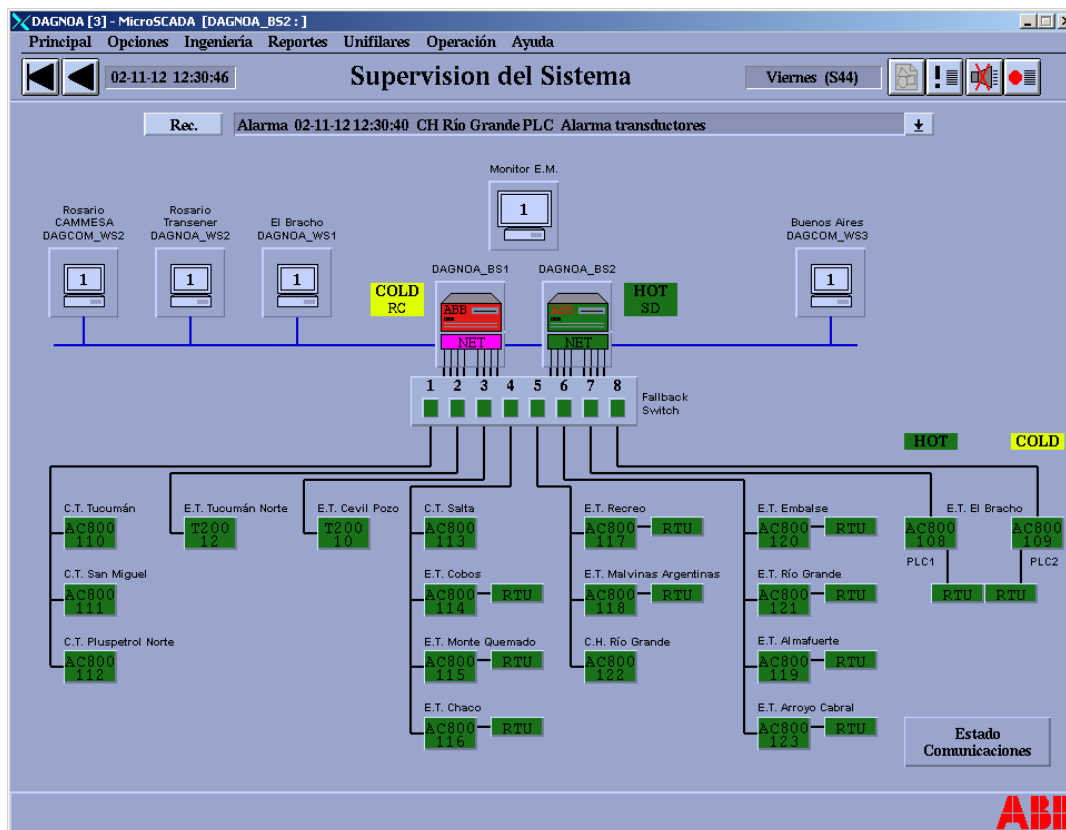 DAGNOA [3] - MicroSCADA [DAGNOA_BS2 : ]
Principal Opciones Ingeniería Reportes Unifilares Operación Ayuda
02-11-12 12:30:46
Supervision del Sistema
Viernes (S44)
Rec.
Alarma 02-11-12 12:30:40 CH Río Grande PLC Alarma transductores
Monitor E.M.
1
Rosario
CAMMESA
DAGCOM_WS2
1
Rosario
Transener
DAGNOA_WS2
1
El Bracho
DAGNOA_WS1
1
Buenos Aires
DAGCOM_WS3
1
DAGNOA_BS1
COLD
RC
ABB
NET
DAGNOA_BS2
HOT
SD
ABB
NET
1 2 3 4 5 6 7 8
Fallback
Switch
HOT
COLD
C.T. Tucumán
AC800
110
C.T. San Miguel
AC800
111
C.T. Pluspetrol Norte
AC800
112
E.T. Tucumán Norte
T200
12
E.T. Cevil Pozo
T200
10
C.T. Salta
AC800
113
E.T. Cobos
AC800
114
RTU
E.T. Monte Quemado
AC800
115
RTU
E.T. Chaco
AC800
116
RTU
E.T. Recreo
AC800
117
RTU
E.T. Malvinas Argentinas
AC800
118
RTU
C.H. Río Grande
AC800
122
E.T. Embalse
AC800
120
RTU
E.T. Río Grande
AC800
121
RTU
E.T. Almafuerte
AC800
119
RTU
E.T. Arroyo Cabral
AC800
123
RTU
E.T. El Bracho
AC800
108
PLC1
AC800
109
PLC2
RTU RTU
Estado
Comunicaciones
ABB